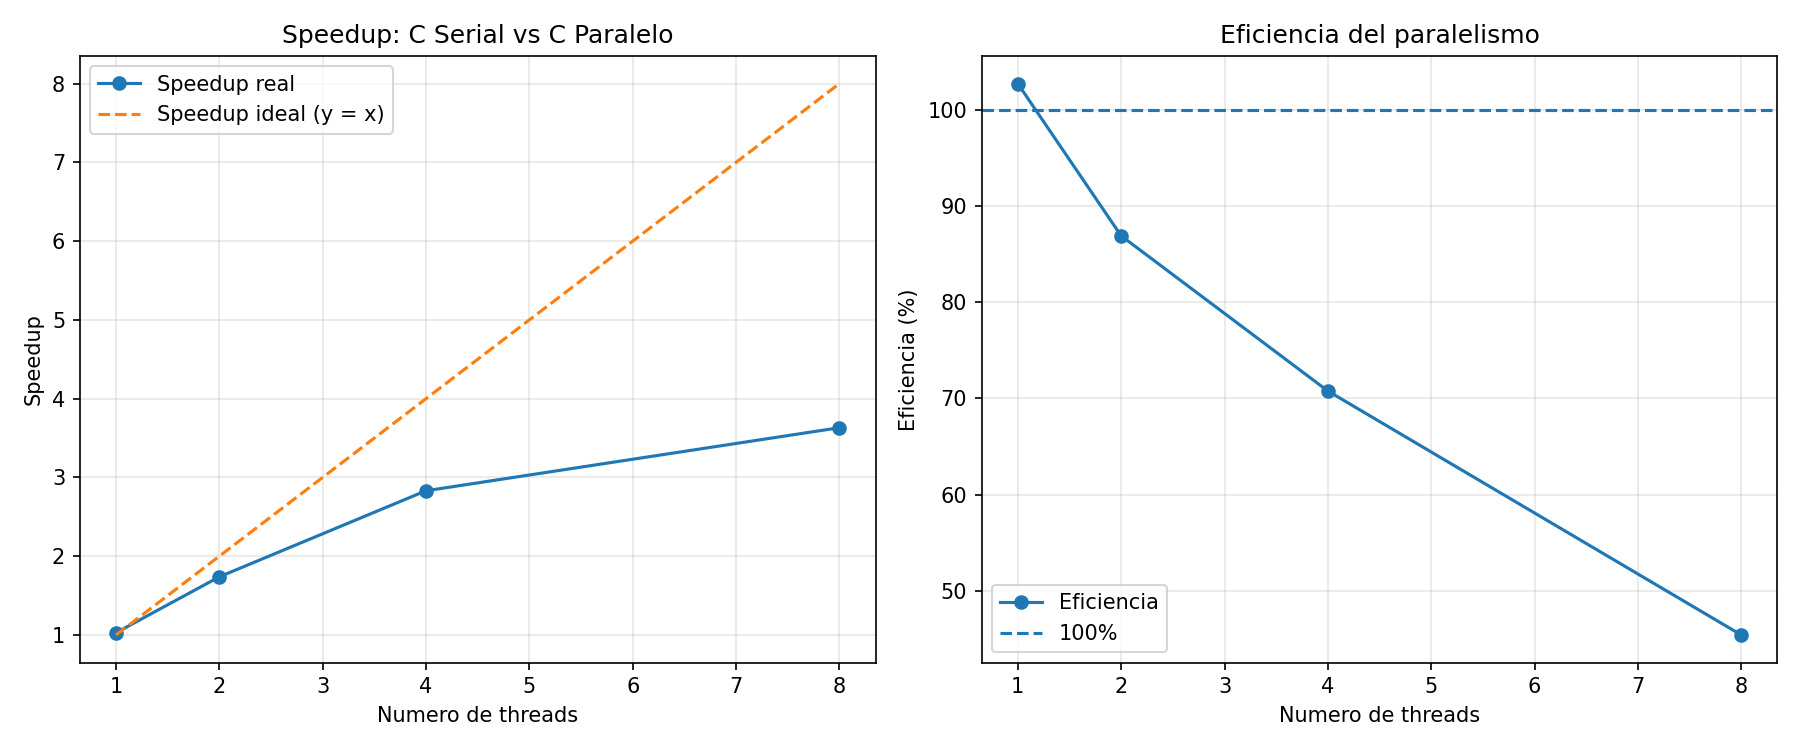 Speedup: C Serial vs C Paralelo
Speedup real
Speedup ideal (y = x)
8
7
6
5
4
3
2
1
Speedup
1 2 3 4 5 6 7 8
Numero de threads
Eficiencia del paralelismo
100
90
80
70
60
50
Eficiencia (%)
Eficiencia
100%
1 2 3 4 5 6 7 8
Numero de threads